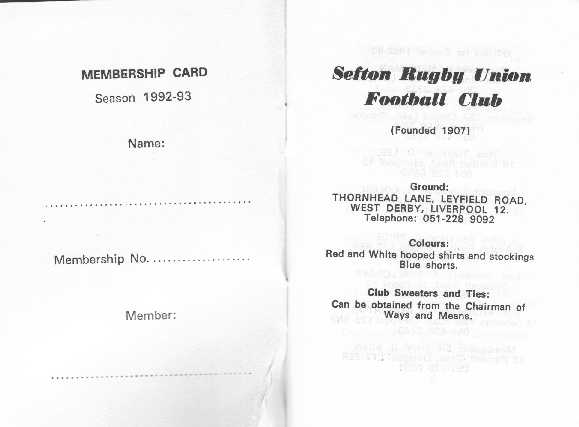 MEMBERSHIP CARD
Season 1992-93
Name:
Membership No. ....................
Member:
Sefton Rugby Union
Football Club
(Founded 1907)
Ground:
THORNHEAD LANE, LEYFIELD ROAD,
WEST DERBY, LIVERPOOL 12.
Telephone: 051-228 9092
Colours:
Red and White hooped shirts and stockings
Blue shorts.
Club Sweaters and Ties:
Can be obtained from the Chairman of
Ways and Means.